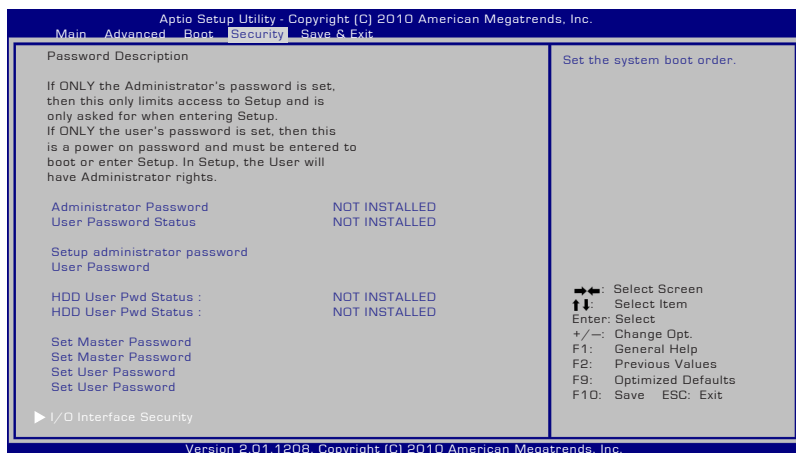 Aptio Setup Utility - Copyright (C) 2010 American Megatrends, Inc.
Main Advanced Boot Security Save & Exit
Password Description
If ONLY the Administrator's password is set,
then this only limits access to Setup and is
only asked for when entering Setup.
If ONLY the user's password is set, then this
is a power on password and must be entered to
boot or enter Setup. In Setup, the User will
have Administrator rights.
Administrator Password NOT INSTALLED
User Password Status NOT INSTALLED
Setup administrator password
User Password
HDD User Pwd Status : NOT INSTALLED
HDD User Pwd Status : NOT INSTALLED
Set Master Password
Set Master Password
Set User Password
Set User Password
▶ I/O Interface Security
Set the system boot order.
→←: Select Screen
↑↓: Select Item
Enter: Select
+/—: Change Opt.
F1: General Help
F2: Previous Values
F9: Optimized Defaults
F10: Save ESC: Exit
Version 2.01.1208. Copyright (C) 2010 American Megatrends, Inc.